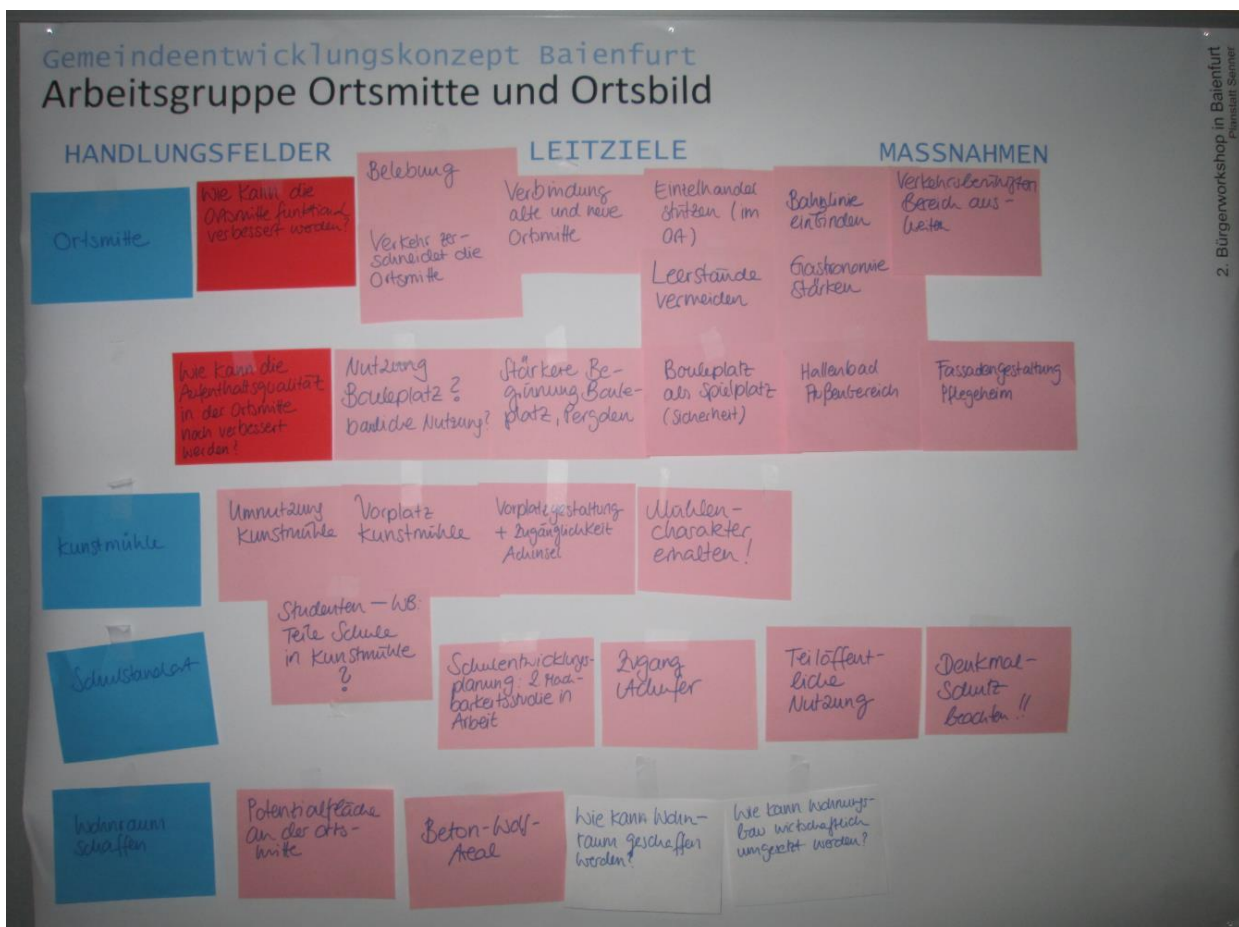 Gemeindeentwicklungskonzept Baienfurt
Arbeitsgruppe Ortsmitte und Ortsbild
2. Bürgerworkshop in Baienfurt
Planstatt Senner
HANDLUNGSFELDER
LEITZIELE
MASSNAHMEN
Ortsmitte
Wie kann die
Ortsmitte funktional
verbessert werden?
Belebung
Verkehr zer-
schneidet die
Ortsmitte
Verbindung
alte und neue
Ortsmitte
Einzelhandel
stützen (im
Ort)
Leerstände
vermeiden
Bahnlinie
einbinden
Gastronomie
stärken
Verkehrsberuhigten
Bereich aus-
weiten
Wie kann die
Aufenthaltsqualität
in der Ortsmitte
noch verbessert
werden?
Nutzung
Bouleplatz?
bauliche Nutzung?
Stärkere Be-
grünung Boule-
platz, Pergolen
Bouleplatz
als Spielplatz
(Sicherheit)
Hallenbad
Außenbereich
Fassadengestaltung
Pflegeheim
Kunstmühle
Umnutzung
Kunstmühle
Vorplatz
Kunstmühle
Vorplatzgestaltung
+ Zugänglichkeit
Achinsel
Mühlen-
charakter
erhalten!
Schulstandort
Studenten – WB:
Teile Schule
in Kunstmühle
?
Schulentwicklungs-
planung: & Mach-
barkeitsstudie in
Arbeit
Zugang
Achufer
Teilöffent-
liche
Nutzung
Denkmal-
Schutz
beachten!!
Wohnraum
schaffen
Potentialfläche
an der Orts-
mitte
Beton-Wolf-
Areal
Wie kann Wohn-
raum geschaffen
werden?
Wie kann Wohnungs-
bau wirtschaftlich
umgesetzt werden?